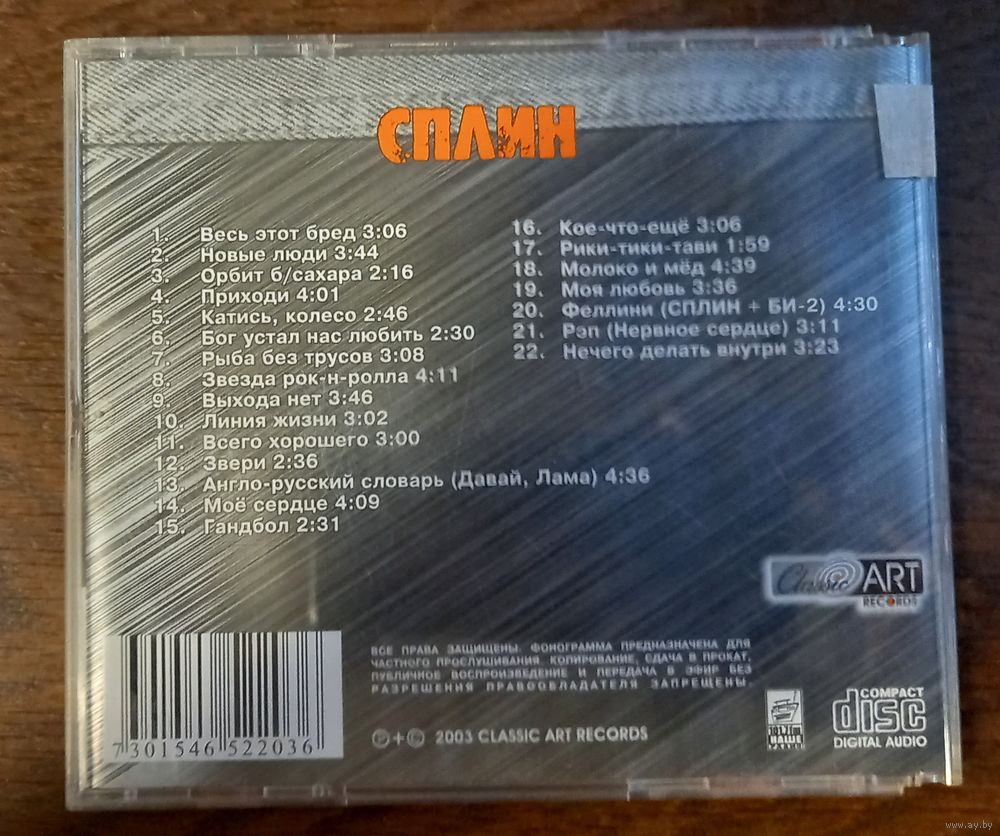 СПЛИН
1. Весь этот бред 3:06
2. Новые люди 3:44
3. Орбит б/сахара 2:16
4. Приходи 4:01
5. Катись, колесо 2:46
6. Бог устал нас любить 2:30
7. Рыба без трусов 3:08
8. Звезда рок-н-ролла 4:11
9. Выхода нет 3:46
10. Линия жизни 3:02
11. Всего хорошего 3:00
12. Звери 2:36
13. Англо-русский словарь (Давай, Лама) 4:36
14. Моё сердце 4:09
15. Гандбол 2:31
16. Кое-что-ещё 3:06
17. Рики-тики-тави 1:59
18. Молоко и мёд 4:39
19. Моя любовь 3:36
20. Феллини (СПЛИН + БИ-2) 4:30
21. Рэп (Нервное сердце) 3:11
22. Нечего делать внутри 3:23
Classic ART
RECORDS
ВСЕ ПРАВА ЗАЩИЩЕНЫ. ФОНОГРАММА ПРЕДНАЗНАЧЕНА ДЛЯ
ЧАСТНОГО ПРОСЛУШИВАНИЯ. КОПИРОВАНИЕ, СДАЧА В ПРОКАТ,
ПУБЛИЧНОЕ ВОСПРОИЗВЕДЕНИЕ И ПЕРЕДАЧА В ЭФИР БЕЗ
РАЗРЕШЕНИЯ ПРАВООБЛАДАТЕЛЯ ЗАПРЕЩЕНЫ.
7 301546 522036
℗+© 2003 CLASSIC ART RECORDS
НАШЕ
РАДИО
COMPACT
disc
DIGITAL AUDIO
www.ay.by